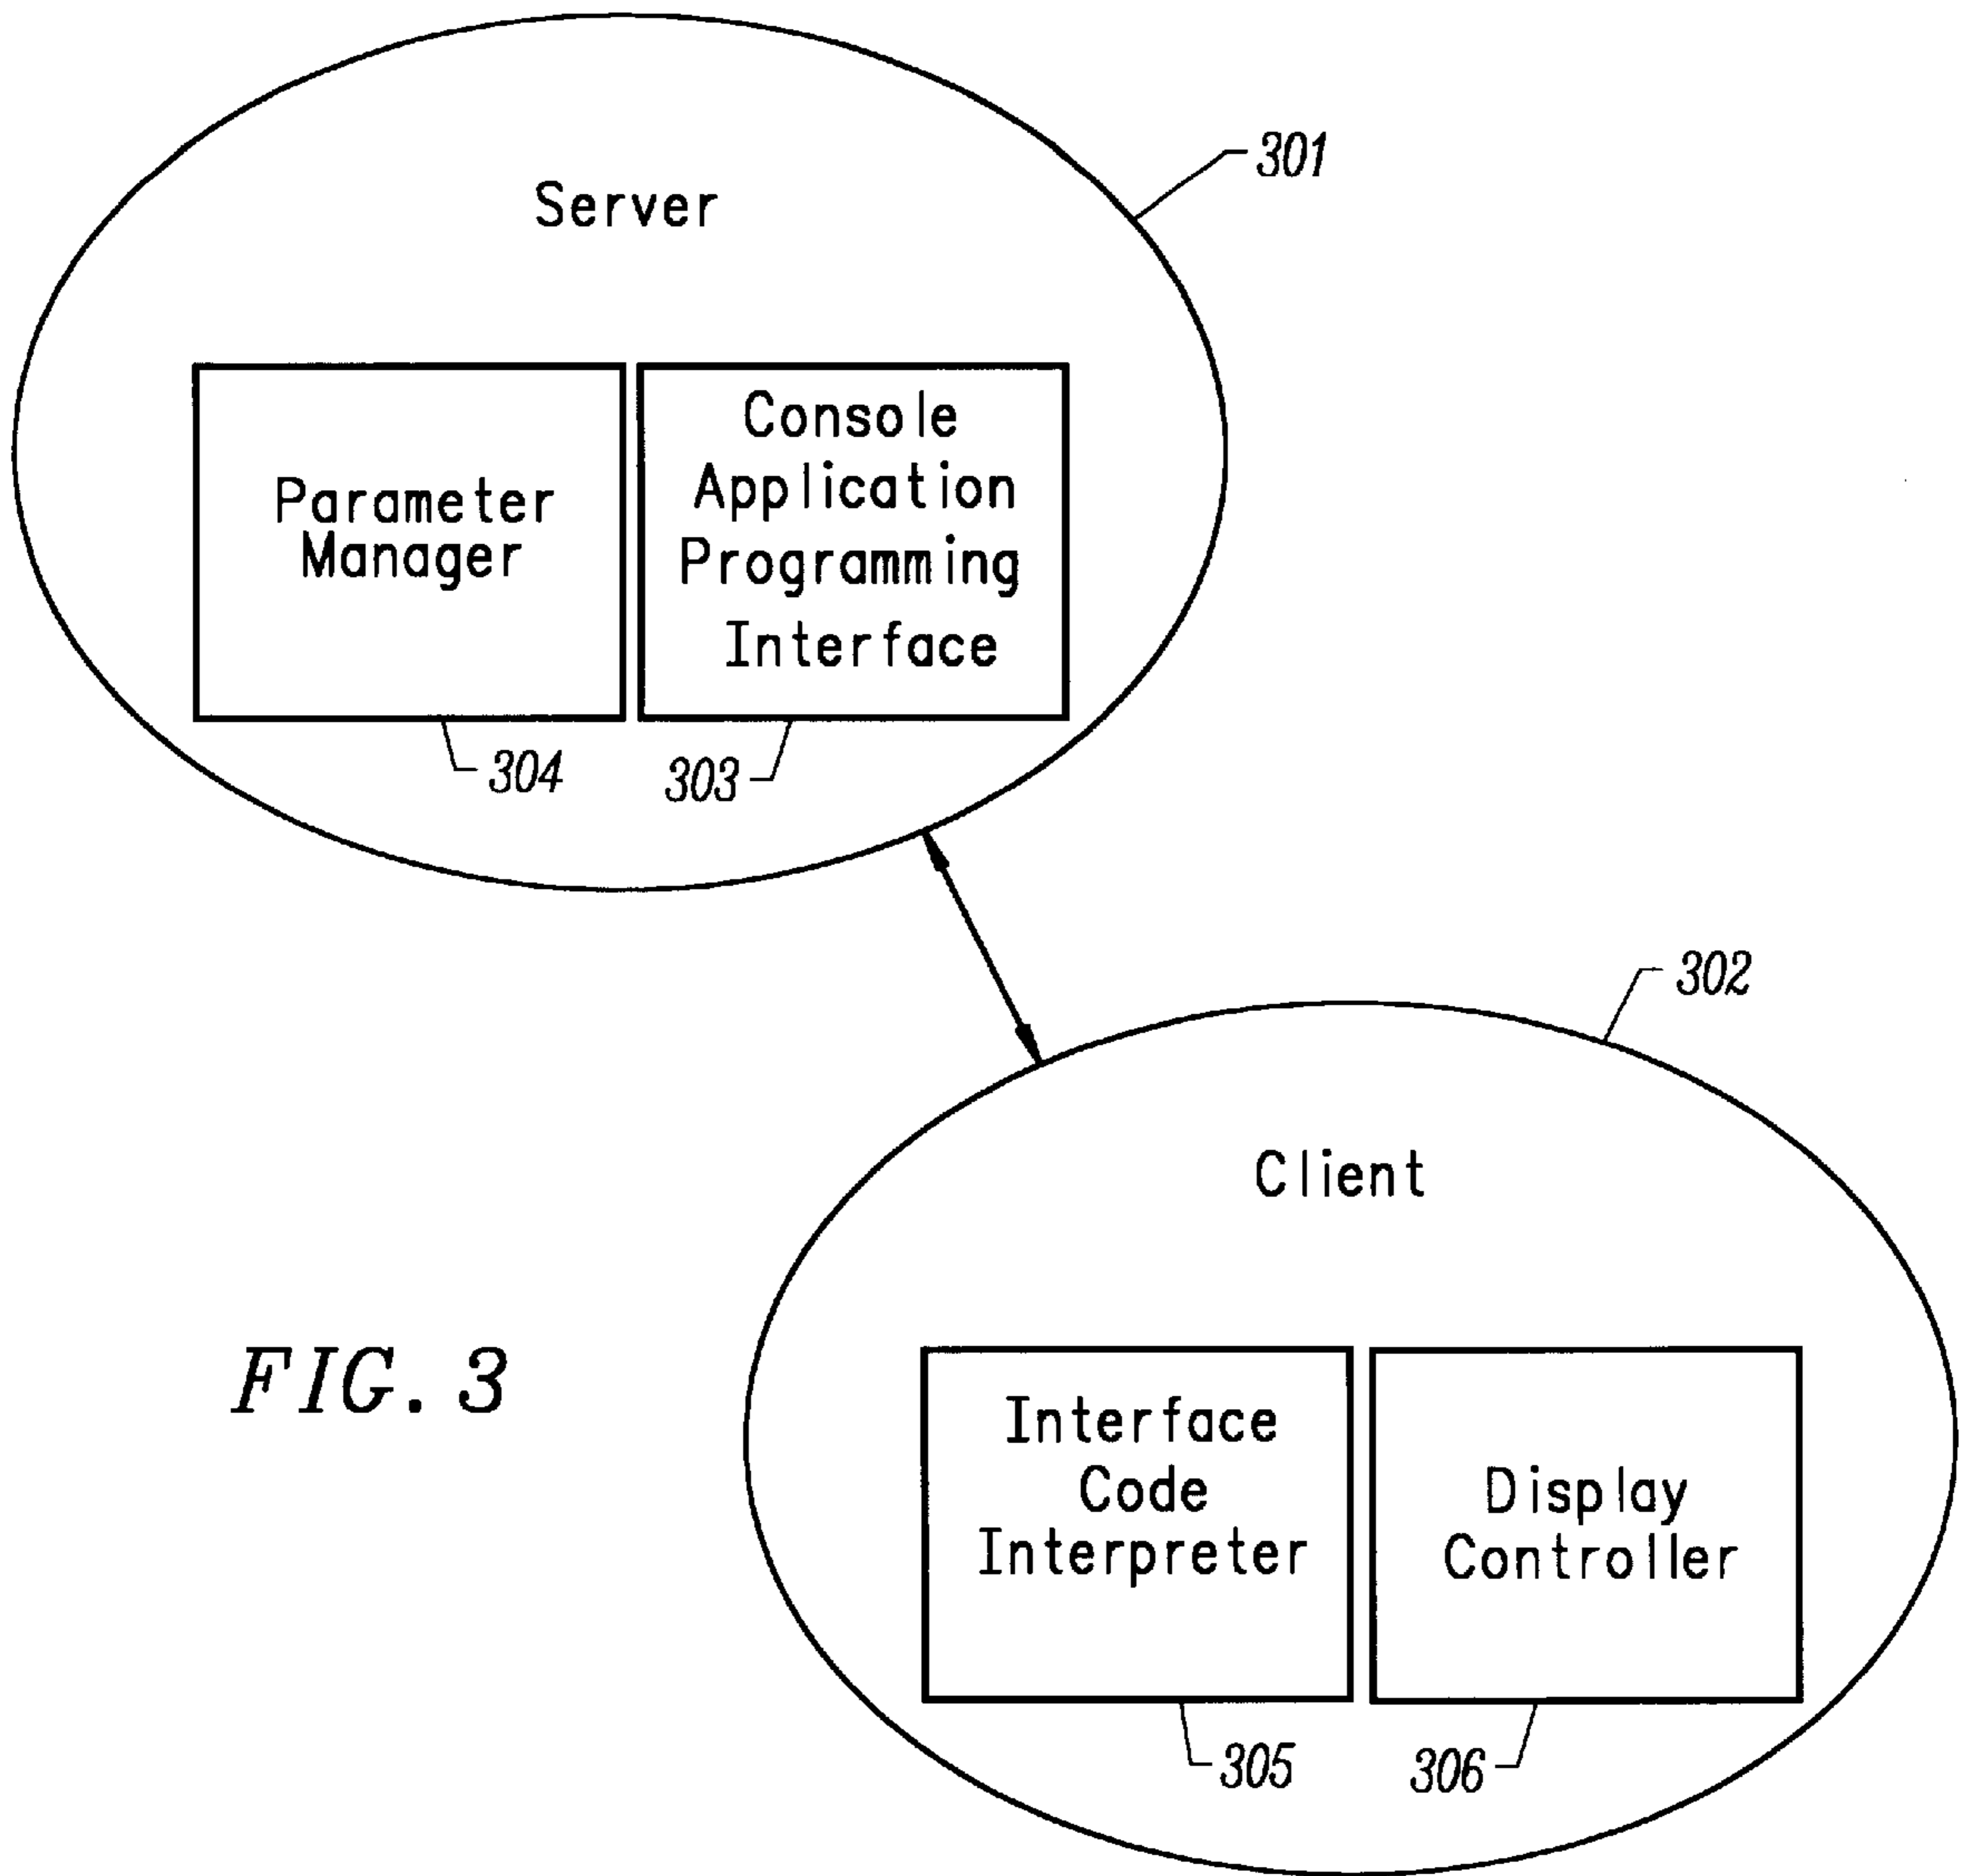 301
Server
Parameter
Manager
Console
Application
Programming
Interface
304
303
302
Client
FIG. 3
Interface
Code
Interpreter
Display
Controller
305
306